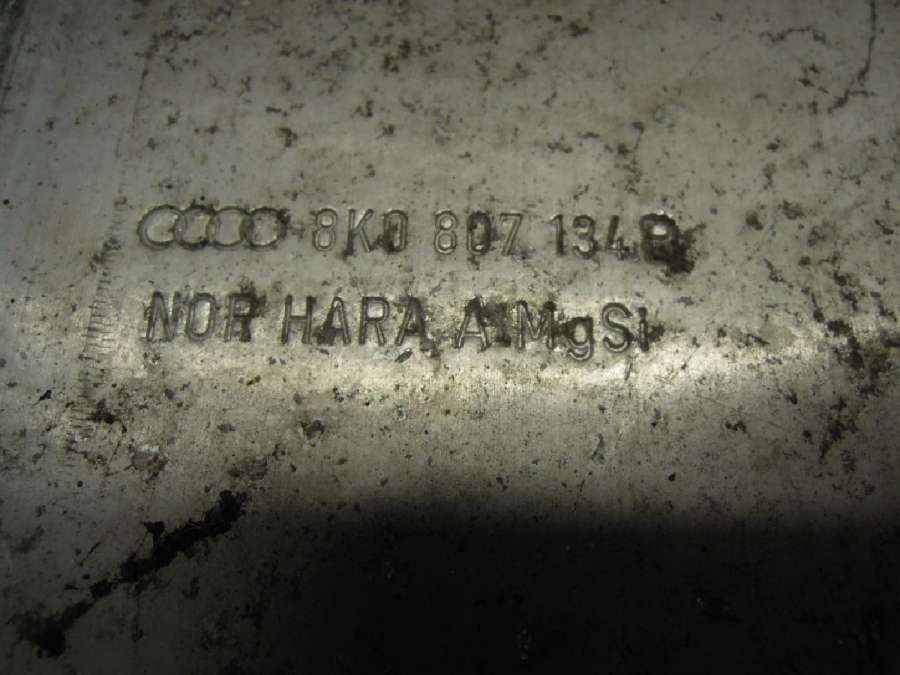 8K0 807 134 B
NOR HARA AlMgSi